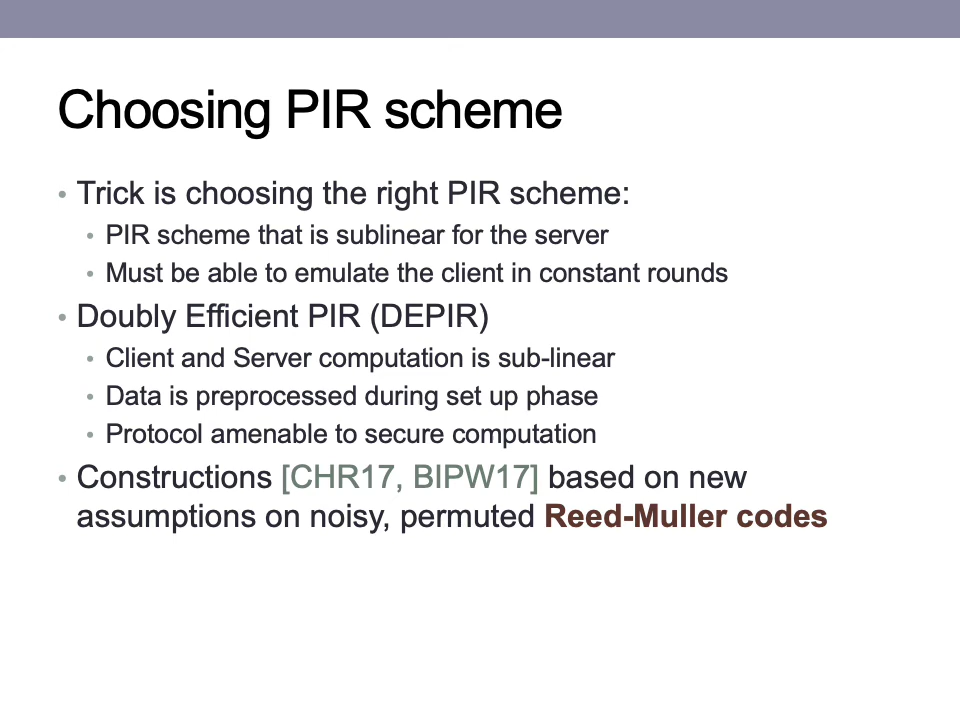 Choosing PIR scheme
• Trick is choosing the right PIR scheme:
• PIR scheme that is sublinear for the server
• Must be able to emulate the client in constant rounds
• Doubly Efficient PIR (DEPIR)
• Client and Server computation is sub-linear
• Data is preprocessed during set up phase
• Protocol amenable to secure computation
• Constructions [CHR17, BIPW17] based on new
assumptions on noisy, permuted Reed-Muller codes